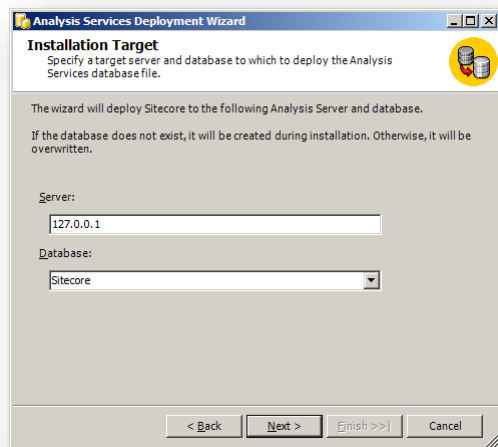 Analysis Services Deployment Wizard
Installation Target
Specify a target server and database to which to deploy the Analysis
Services database file.
The wizard will deploy Sitecore to the following Analysis Server and database.
If the database does not exist, it will be created during installation. Otherwise, it will be
overwritten.
Server:
127.0.0.1
Database:
Sitecore
< Back
Next >
Finish >>|
Cancel